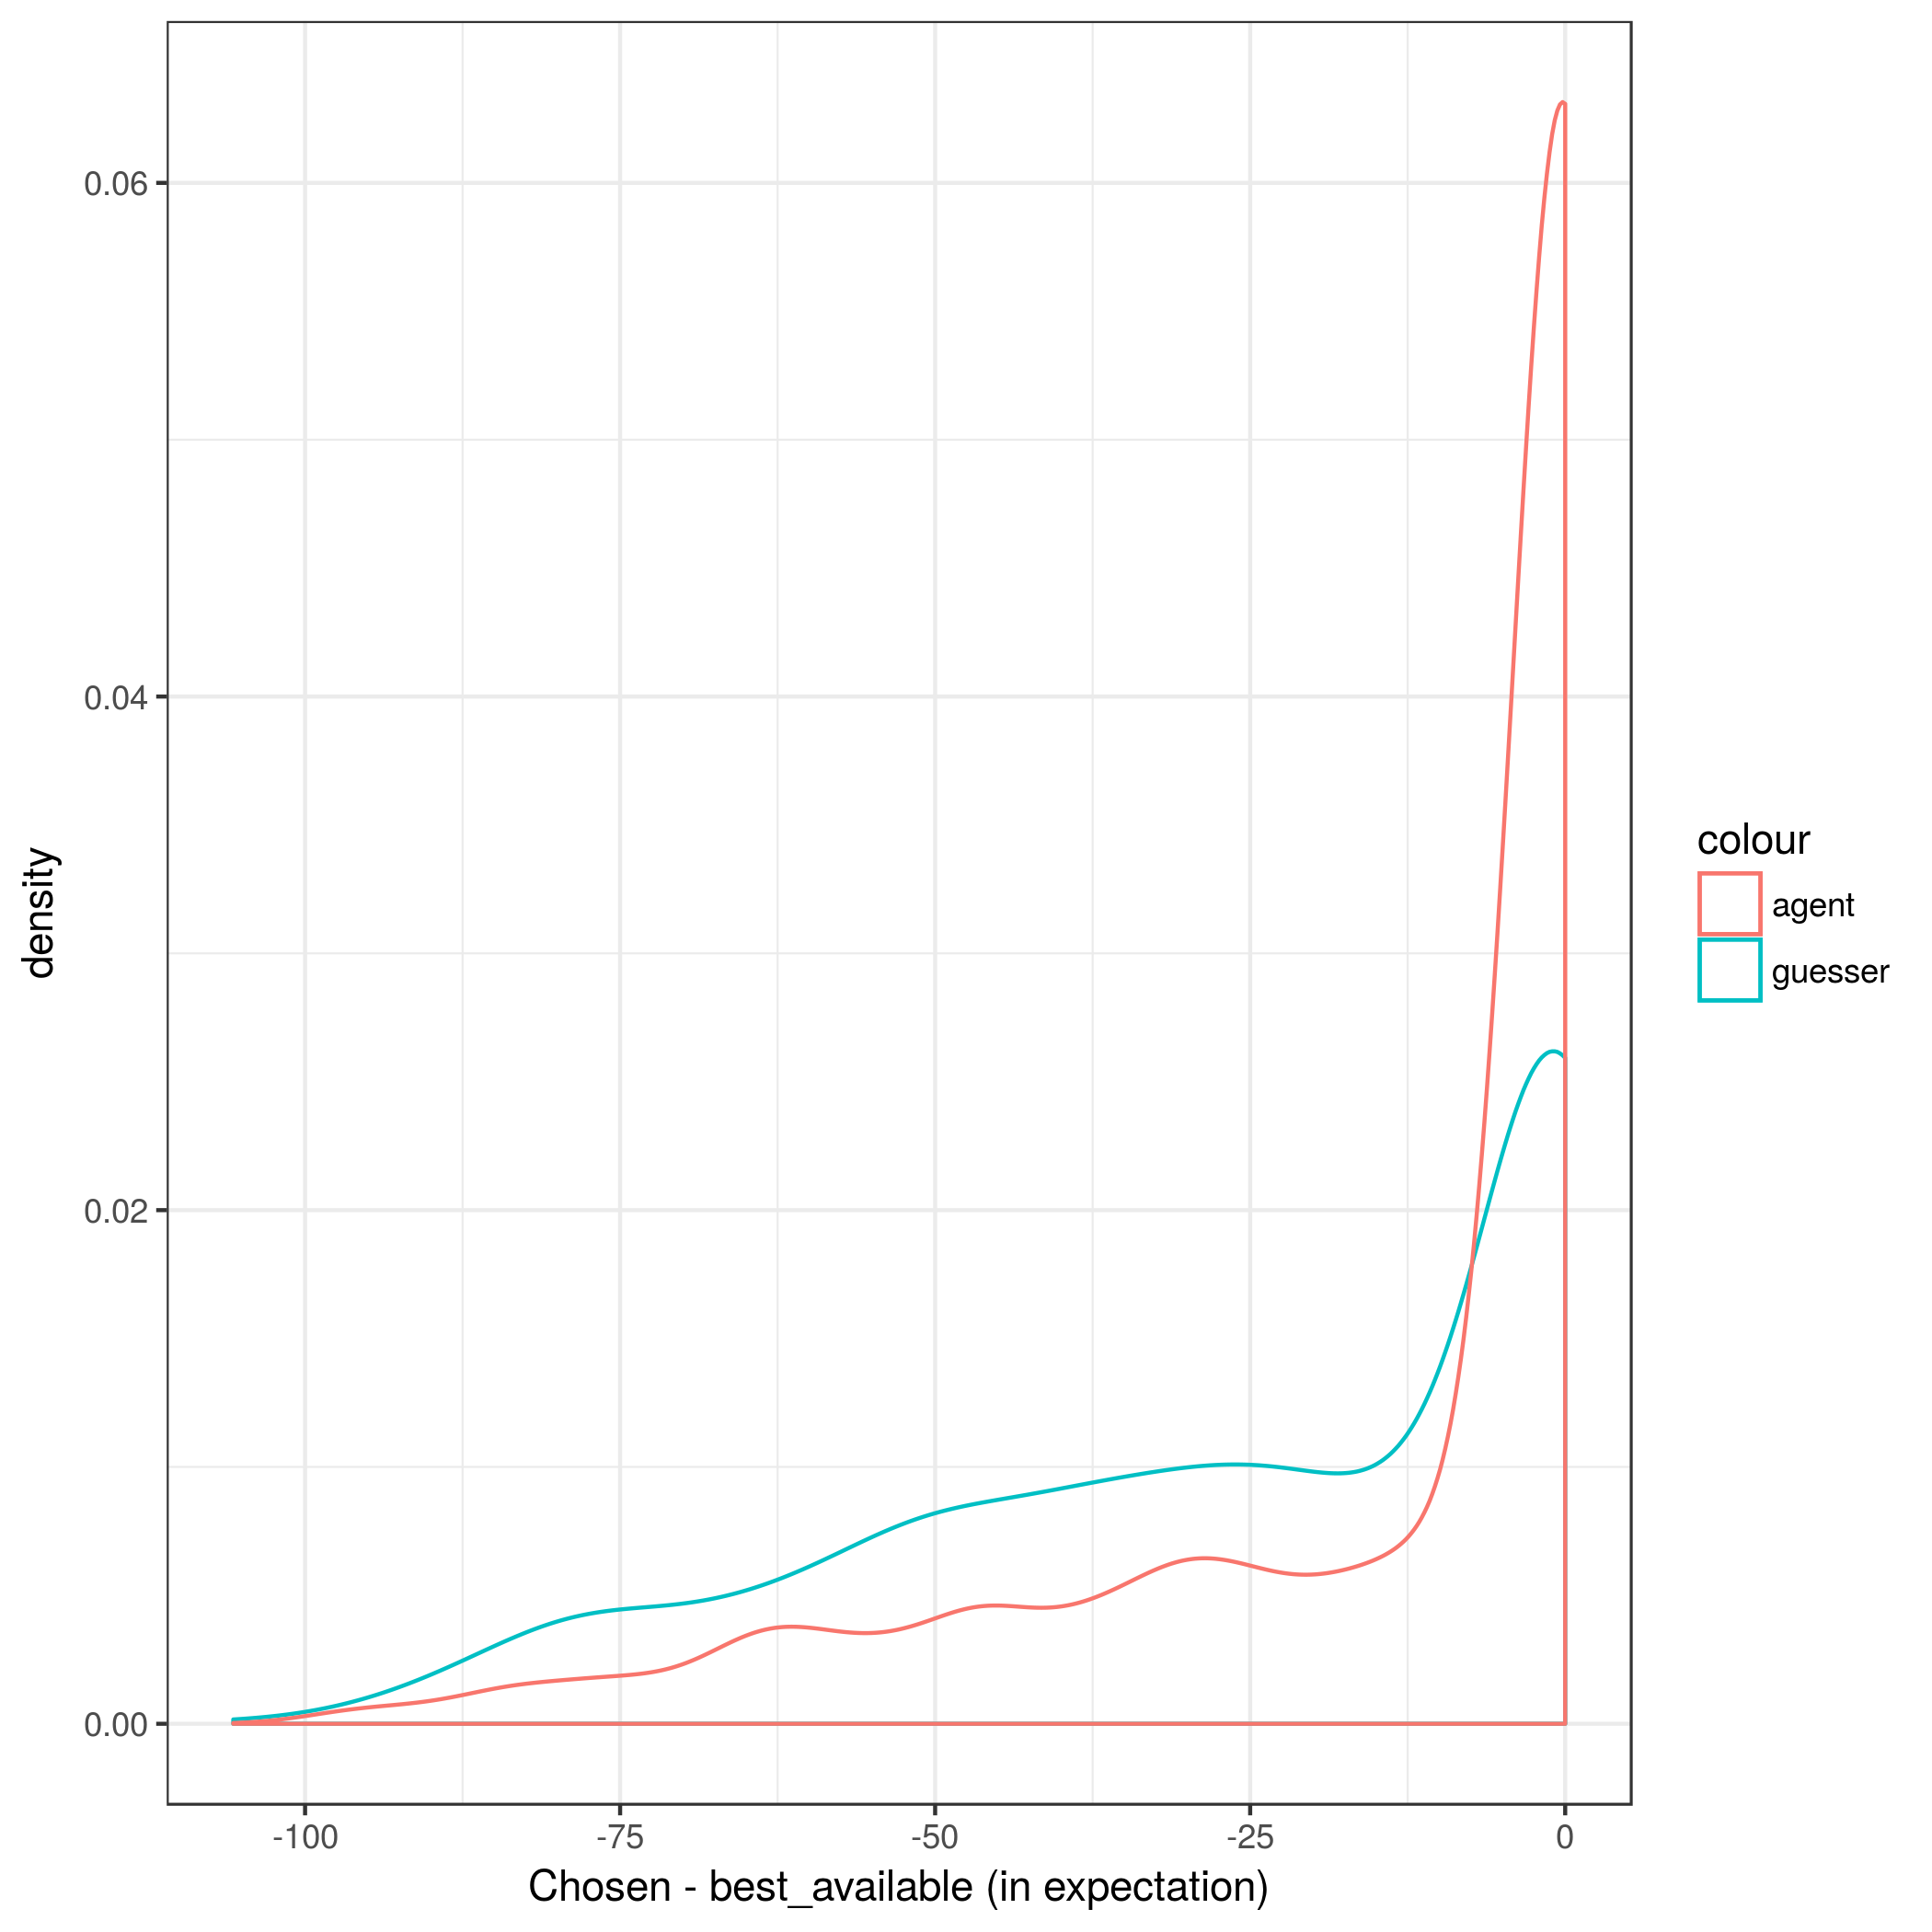 0.06
0.04
0.02
0.00
density
-100
-75
-50
-25
0
Chosen - best_available (in expectation)
colour
agent
guesser